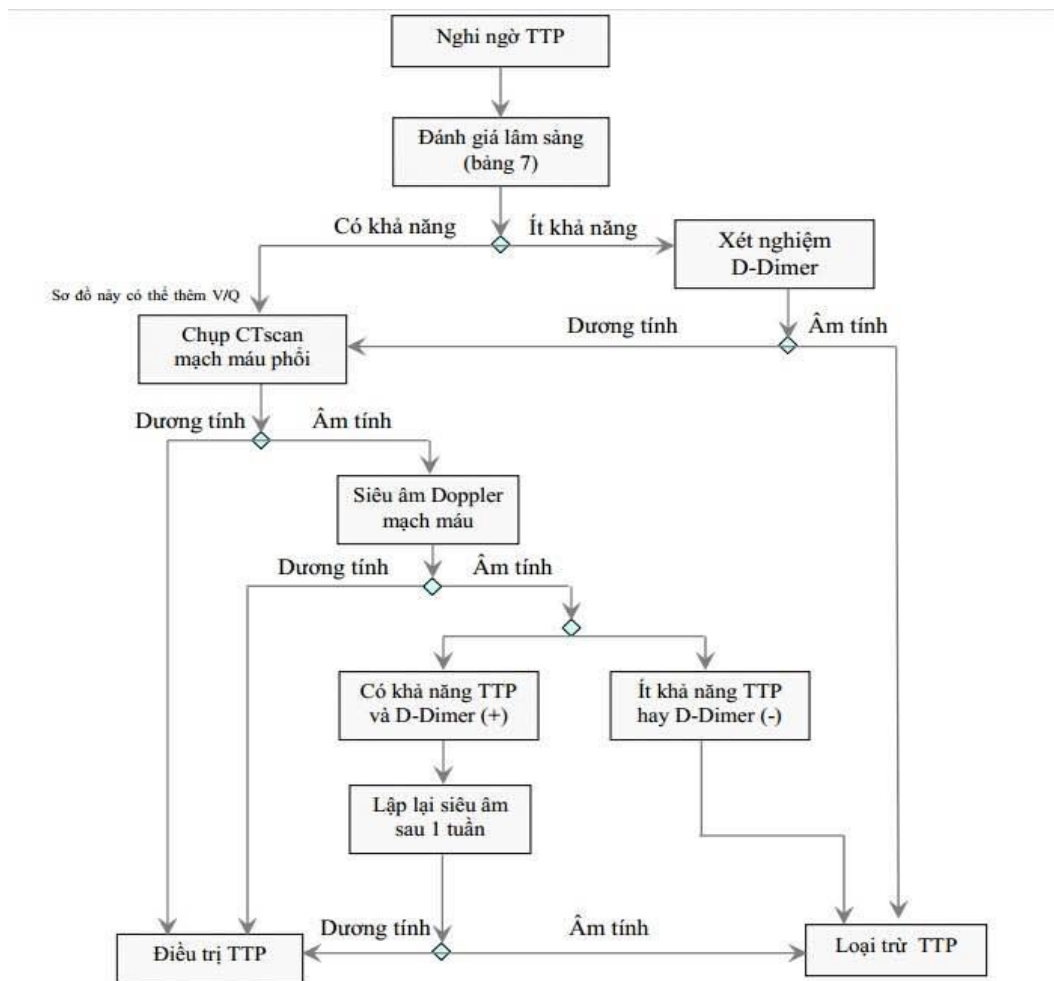 Nghi ngờ TTP
Đánh giá lâm sàng
(bảng 7)
Có khả năng
Ít khả năng
Xét nghiệm
D-Dimer
Sơ đồ này có thể thêm V/Q
Chụp CTscan
mạch máu phổi
Dương tính
Âm tính
Dương tính
Âm tính
Siêu âm Doppler
mạch máu
Dương tính
Âm tính
Có khả năng TTP
và D-Dimer (+)
Ít khả năng TTP
hay D-Dimer (-)
Lập lại siêu âm
sau 1 tuần
Dương tính
Âm tính
Điều trị TTP
Loại trừ TTP